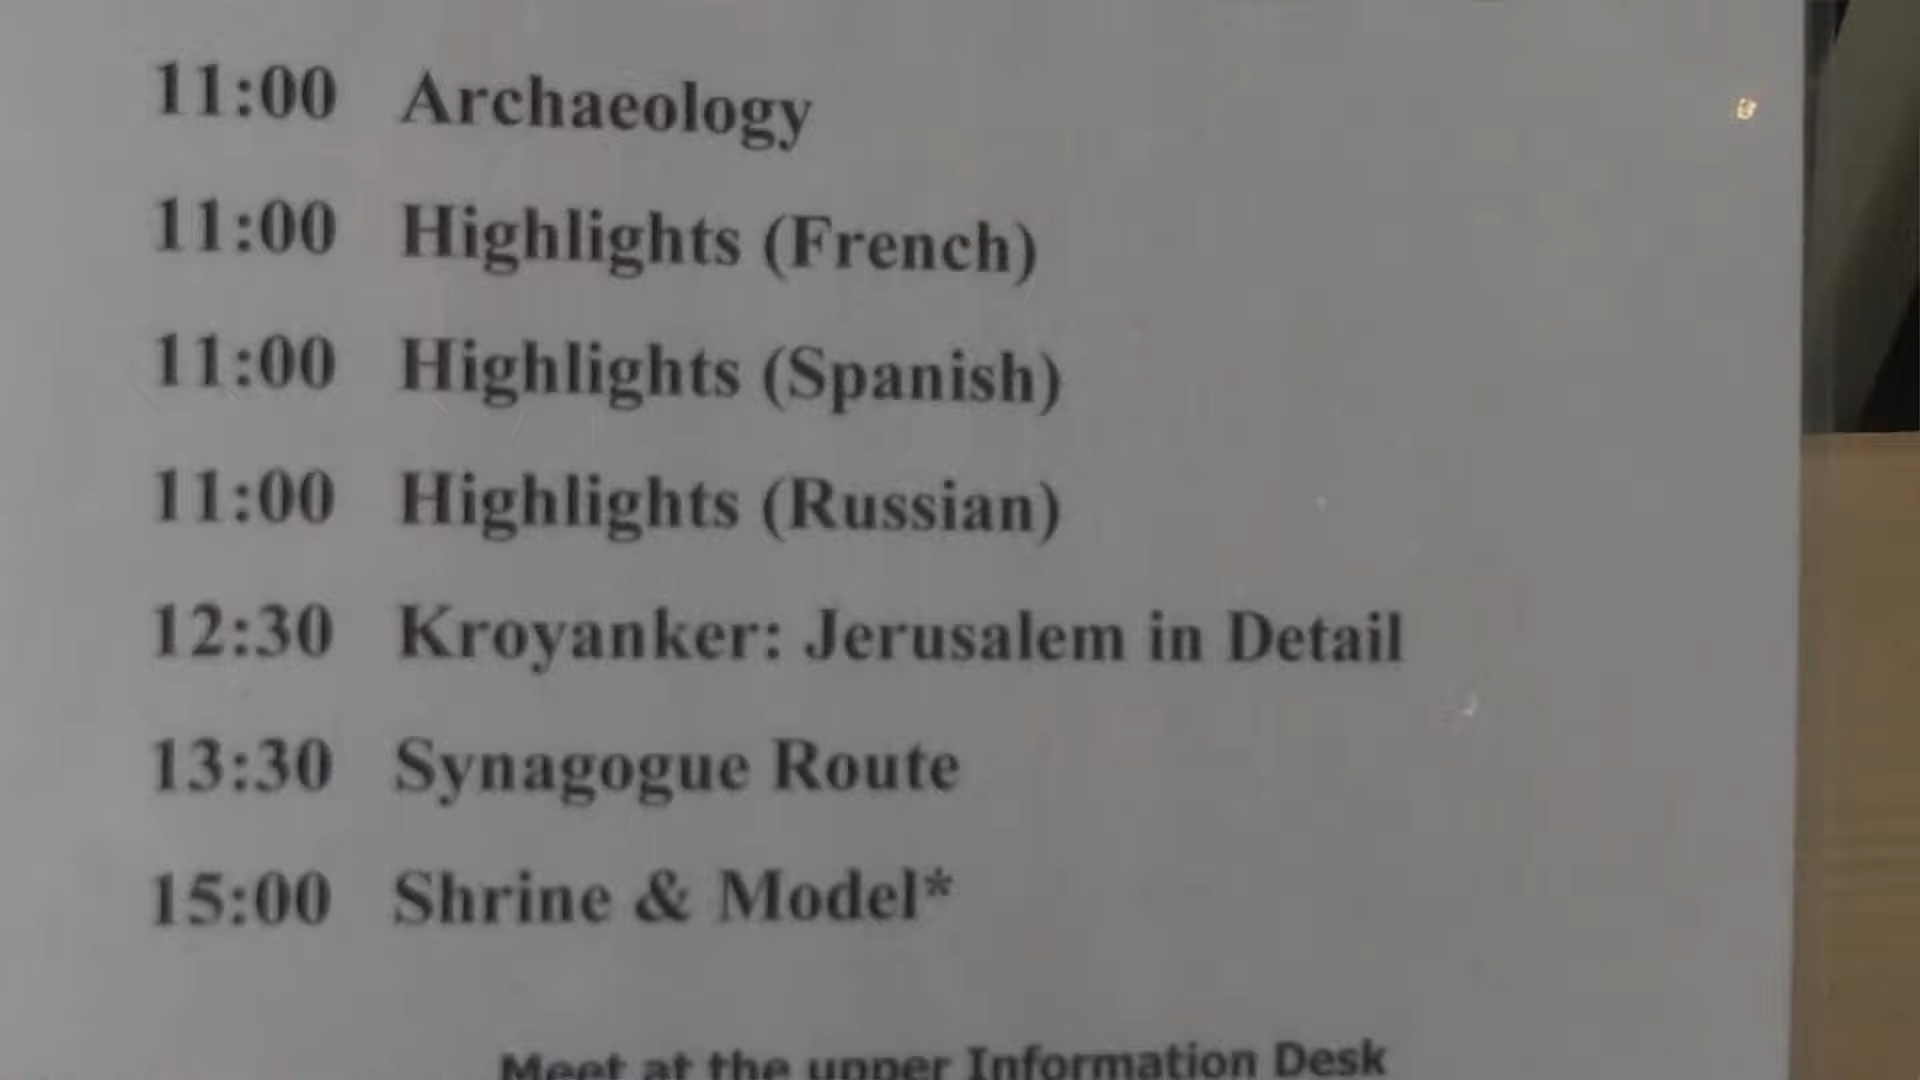 11:00 Archaeology
11:00 Highlights (French)
11:00 Highlights (Spanish)
11:00 Highlights (Russian)
12:30 Kroyanker: Jerusalem in Detail
13:30 Synagogue Route
15:00 Shrine & Model*
Meet at the upper Information Desk